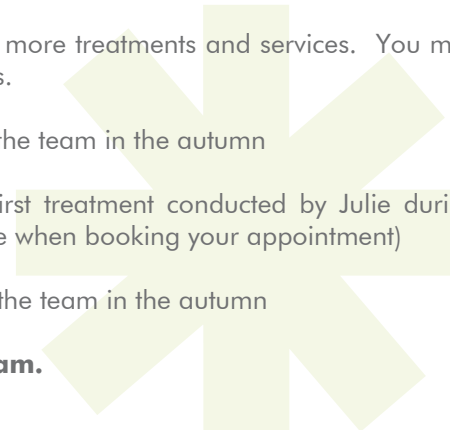 more treatments and services. You m
s.
the team in the autumn
irst treatment conducted by Julie duri
e when booking your appointment)
the team in the autumn
am.